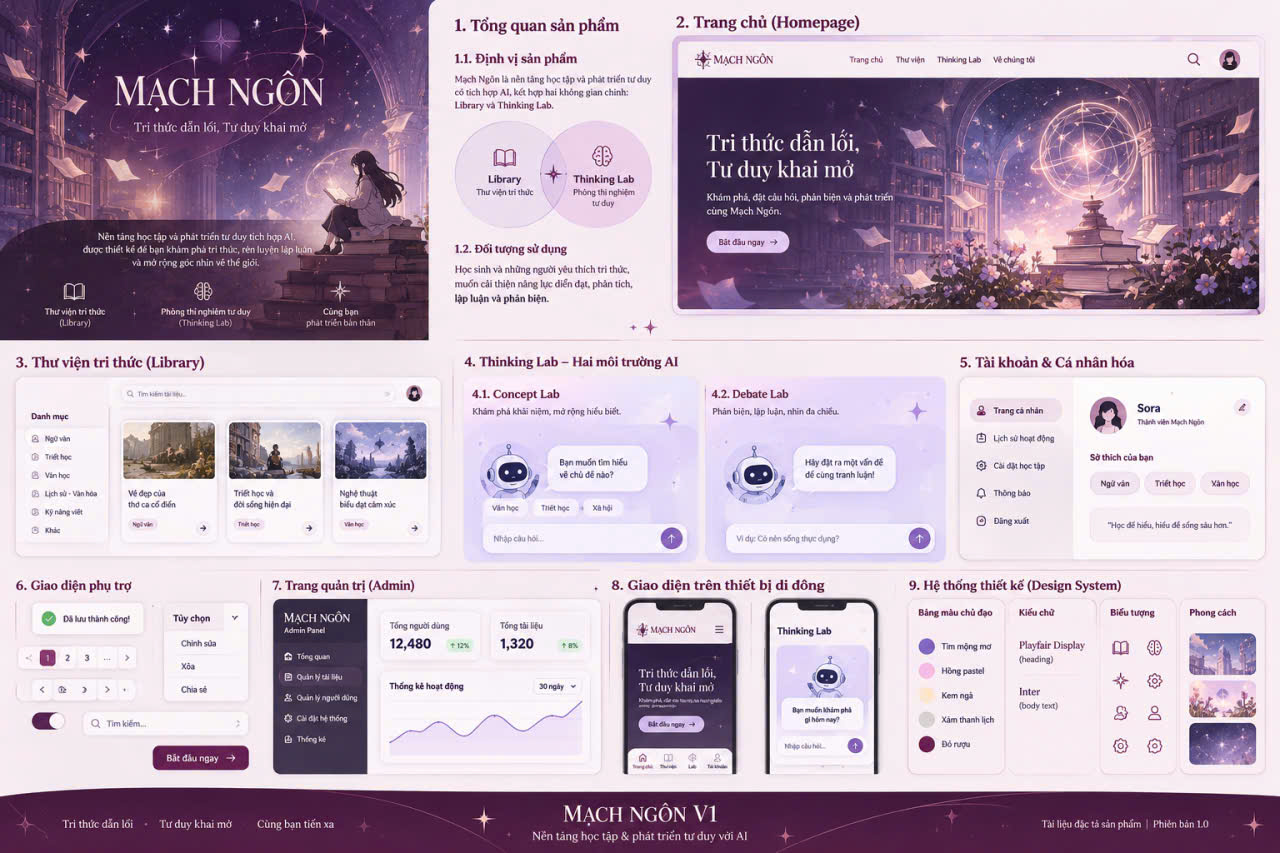 MẠCH NGÔN
Tri thức dẫn lối, Tư duy khai mở
Nền tảng học tập và phát triển tư duy tích hợp AI,
được thiết kế để bạn khám phá tri thức, rèn luyện lập luận
và mở rộng góc nhìn về thế giới.
Thư viện tri thức
(Library)
Phòng thí nghiệm tư duy
(Thinking Lab)
Cùng bạn
phát triển bản thân
1. Tổng quan sản phẩm
1.1. Định vị sản phẩm
Mạch Ngôn là nền tảng học tập và phát triển tư duy
có tích hợp AI, kết hợp hai không gian chính:
Library và Thinking Lab.
Library
Thư viện tri thức
Thinking Lab
Phòng thí nghiệm
tư duy
1.2. Đối tượng sử dụng
Học sinh và những người yêu thích tri thức,
muốn cải thiện năng lực diễn đạt, phân tích,
lập luận và phản biện.
2. Trang chủ (Homepage)
MẠCH NGÔN
Trang chủ
Thư viện
Thinking Lab
Về chúng tôi
Tri thức dẫn lối,
Tư duy khai mở
Khám phá, đặt câu hỏi, phản biện và phát triển
cùng Mạch Ngôn.
Bắt đầu ngay →
3. Thư viện tri thức (Library)
Tìm kiếm tài liệu...
Danh mục
Ngữ văn
Triết học
Văn học
Lịch sử - Văn hóa
Kỹ năng viết
Khác
Vẻ đẹp của
thơ ca cổ điển
Ngữ văn
→
Triết học và
đời sống hiện đại
Triết học
→
Nghệ thuật
biểu đạt cảm xúc
Văn học
→
4. Thinking Lab – Hai môi trường AI
4.1. Concept Lab
Khám phá khái niệm, mở rộng hiểu biết.
Bạn muốn tìm hiểu
về chủ đề nào?
Văn học
Triết học
Xã hội
Nhập câu hỏi...
4.2. Debate Lab
Phản biện, lập luận, nhìn đa chiều.
Hãy đặt ra một vấn đề
để cùng tranh luận!
Ví dụ: Có nên sống thực dụng?
5. Tài khoản & Cá nhân hóa
Trang cá nhân
Lịch sử hoạt động
Cài đặt học tập
Thông báo
Đăng xuất
Sora
Thành viên Mạch Ngôn
Sở thích của bạn
Ngữ văn
Triết học
Văn học
“Học để hiểu, hiểu để sống sâu hơn.”
6. Giao diện phụ trợ
Đã lưu thành công!
< 1 2 3 ... >
Tùy chọn
Chỉnh sửa
Xóa
Chia sẻ
Tìm kiếm...
Bắt đầu ngay →
7. Trang quản trị (Admin)
MẠCH NGÔN
Admin Panel
Tổng quan
Quản lý tài liệu
Quản lý người dùng
Cài đặt hệ thống
Thống kê
Tổng người dùng
12,480 ↑ 12%
Tổng tài liệu
1,320 ↑ 8%
Thống kê hoạt động
30 ngày
8. Giao diện trên thiết bị di động
MẠCH NGÔN
Tri thức dẫn lối,
Tư duy khai mở
Bắt đầu ngay →
Trang chủ
Thư viện
Lab
Tài khoản
Thinking Lab
Bạn muốn khám phá
gì hôm nay?
Nhập câu hỏi...
9. Hệ thống thiết kế (Design System)
Bảng màu chủ đạo
Tím mộng mơ
Hồng pastel
Kem ngà
Xám thanh lịch
Đỏ rượu
Kiểu chữ
Playfair Display
(heading)
Inter
(body text)
Biểu tượng
Phong cách
Tri thức dẫn lối • Tư duy khai mở
Cùng bạn tiến xa
MẠCH NGÔN V1
Nền tảng học tập & phát triển tư duy với AI
Tài liệu đặc tả sản phẩm | Phiên bản 1.0